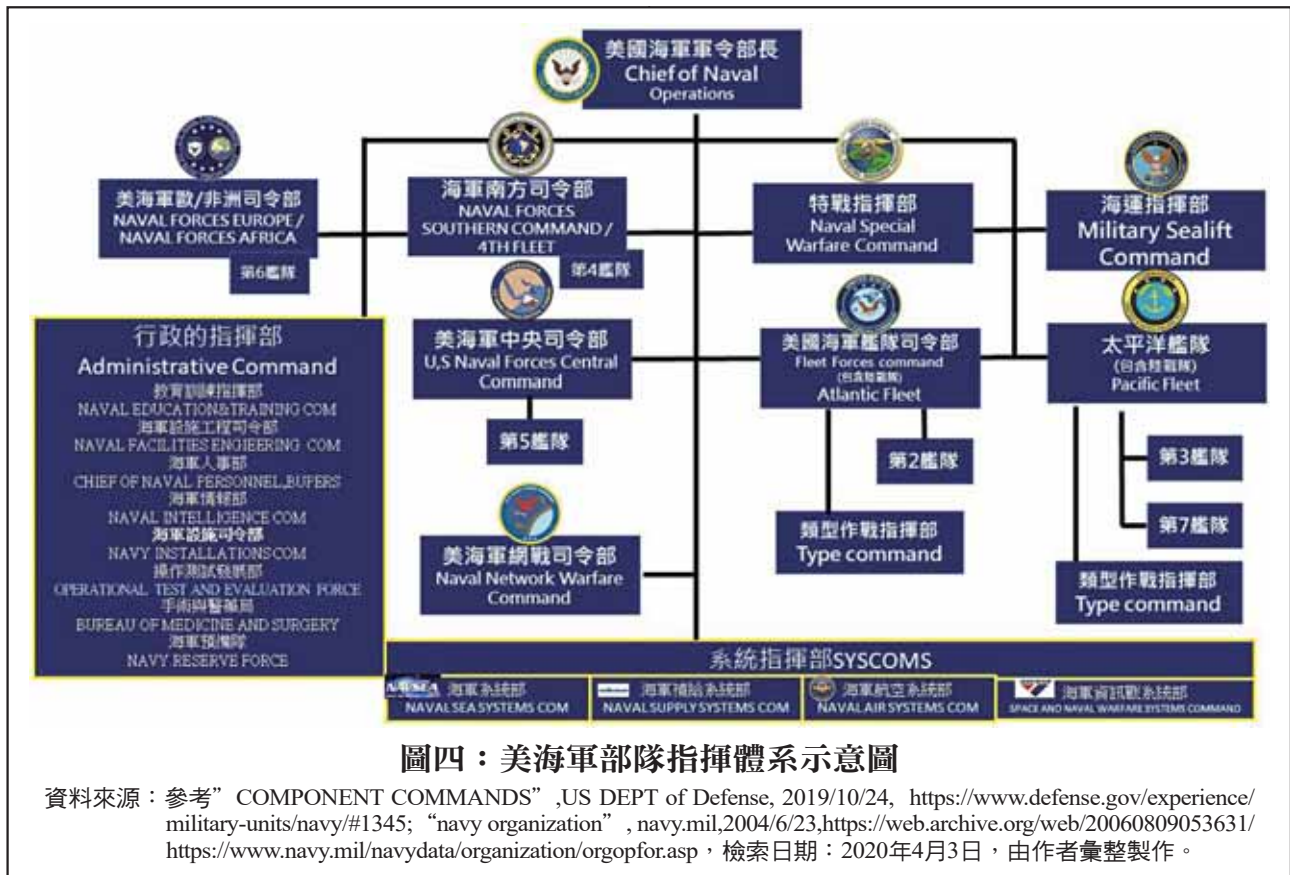 美國海軍軍令部長
Chief of Naval
Operations
美海軍歐/非洲司令部
NAVAL FORCES EUROPE /
NAVAL FORCES AFRICA
第6艦隊
海軍南方司令部
NAVAL FORCES
SOUTHERN COMMAND /
4TH FLEET
第4艦隊
特戰指揮部
Naval Special
Warfare Command
海運指揮部
Military Sealift
Command
行政的指揮部
Administrative Command
教育訓練指揮部
NAVAL EDUCATION&TRAINING COM
海軍設施工程司令部
NAVAL FACILITIES ENGIEERING COM
海軍人事部
CHIEF OF NAVAL PERSONNEL,BUFERS
海軍情報部
NAVAL INTELLIGENCE COM
海軍設施司令部
NAVY INSTALLATIONS COM
操作測試發展部
OPERATIONAL TEST AND EVALUATION FORCE
手術與醫藥局
BUREAU OF MEDICINE AND SURGERY
海軍預備隊
NAVY RESERVE FORCE
美海軍中央司令部
U,S Naval Forces Central
Command
第5艦隊
美國海軍艦隊司令部
Fleet Forces command
(包含陸戰隊)
Atlantic Fleet
第2艦隊
類型作戰指揮部
Type command
太平洋艦隊
(包含陸戰隊)
Pacific Fleet
第3艦隊
第7艦隊
類型作戰指揮部
Type command
美海軍網戰司令部
Naval Network Warfare
Command
系統指揮部SYSCOMS
NAVSEA
海軍系統部
NAVAL SEA SYSTEMS COM
海軍補給系統部
NAVAL SUPPLY SYSTEMS COM
海軍航空系統部
NAVAL AIR SYSTEMS COM
海軍資訊戰系統部
SPACE AND NAVAL WARFARE SYSTEMS COMMAND
圖四：美海軍部隊指揮體系示意圖
資料來源：參考”COMPONENT COMMANDS”,US DEPT of Defense, 2019/10/24, https://www.defense.gov/experience/
military-units/navy/#1345;“navy organization”, navy.mil,2004/6/23,https://web.archive.org/web/20060809053631/
https://www.navy.mil/navydata/organization/orgopfor.asp，檢索日期：2020年4月3日，由作者彙整製作。